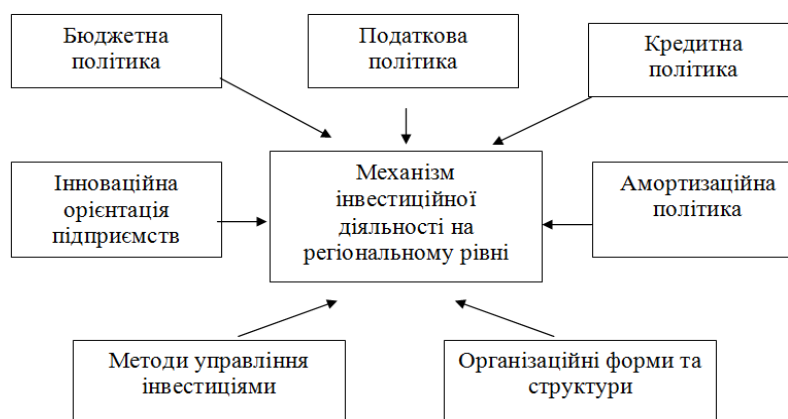 Бюджетна
політика
Податкова
політика
Кредитна
політика
Інноваційна
орієнтація
підприємств
Механізм
інвестиційної
діяльності на
регіональному рівні
Амортизаційна
політика
Методи управління
інвестиціями
Організаційні форми та
структури